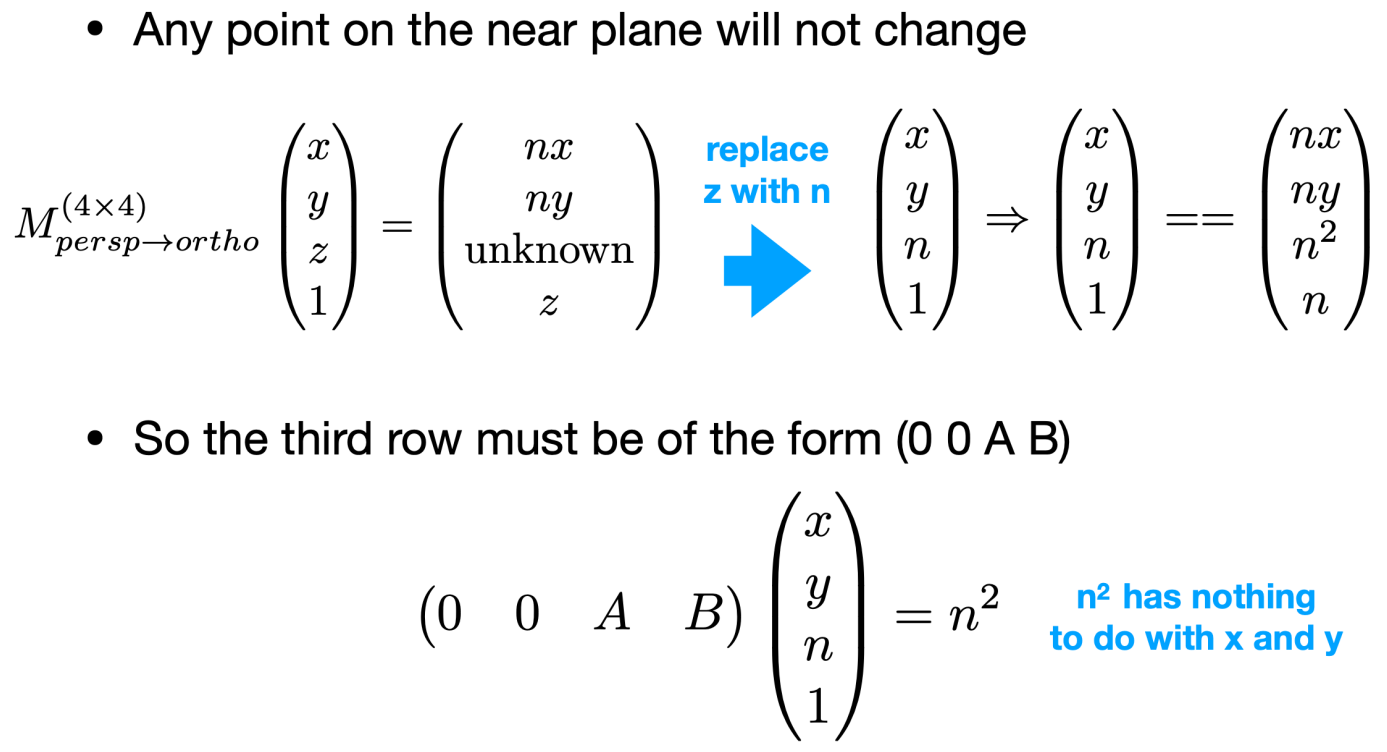 • Any point on the near plane will not change
$M_{persp \to ortho}^{(4 \times 4)} \begin{pmatrix} x \\ y \\ z \\ 1 \end{pmatrix} = \begin{pmatrix} nx \\ ny \\ \text{unknown} \\ z \end{pmatrix}$ replace z with n $\begin{pmatrix} x \\ y \\ n \\ 1 \end{pmatrix} \Rightarrow \begin{pmatrix} x \\ y \\ n \\ 1 \end{pmatrix} == \begin{pmatrix} nx \\ ny \\ n^2 \\ n \end{pmatrix}$
• So the third row must be of the form (0 0 A B)
$\begin{pmatrix} 0 & 0 & A & B \end{pmatrix} \begin{pmatrix} x \\ y \\ n \\ 1 \end{pmatrix} = n^2$ n² has nothing to do with x and y